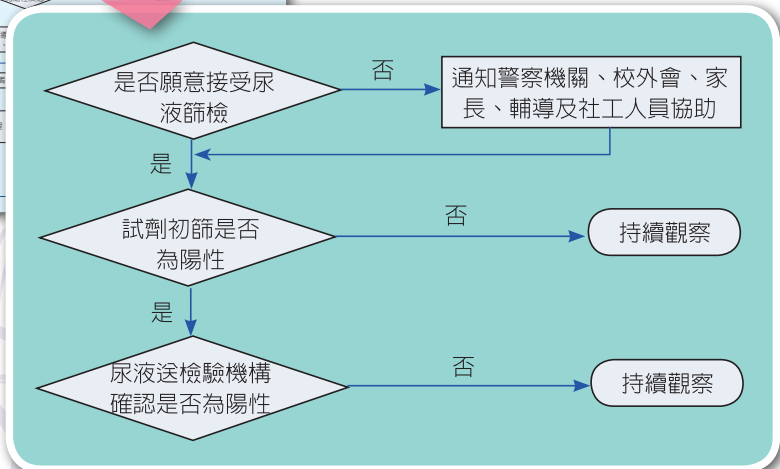 是否願意接受尿
液篩檢
否
通知警察機關、校外會、家
長、輔導及社工人員協助
是
試劑初篩是否
為陽性
否
持續觀察
是
尿液送檢驗機構
確認是否為陽性
否
持續觀察